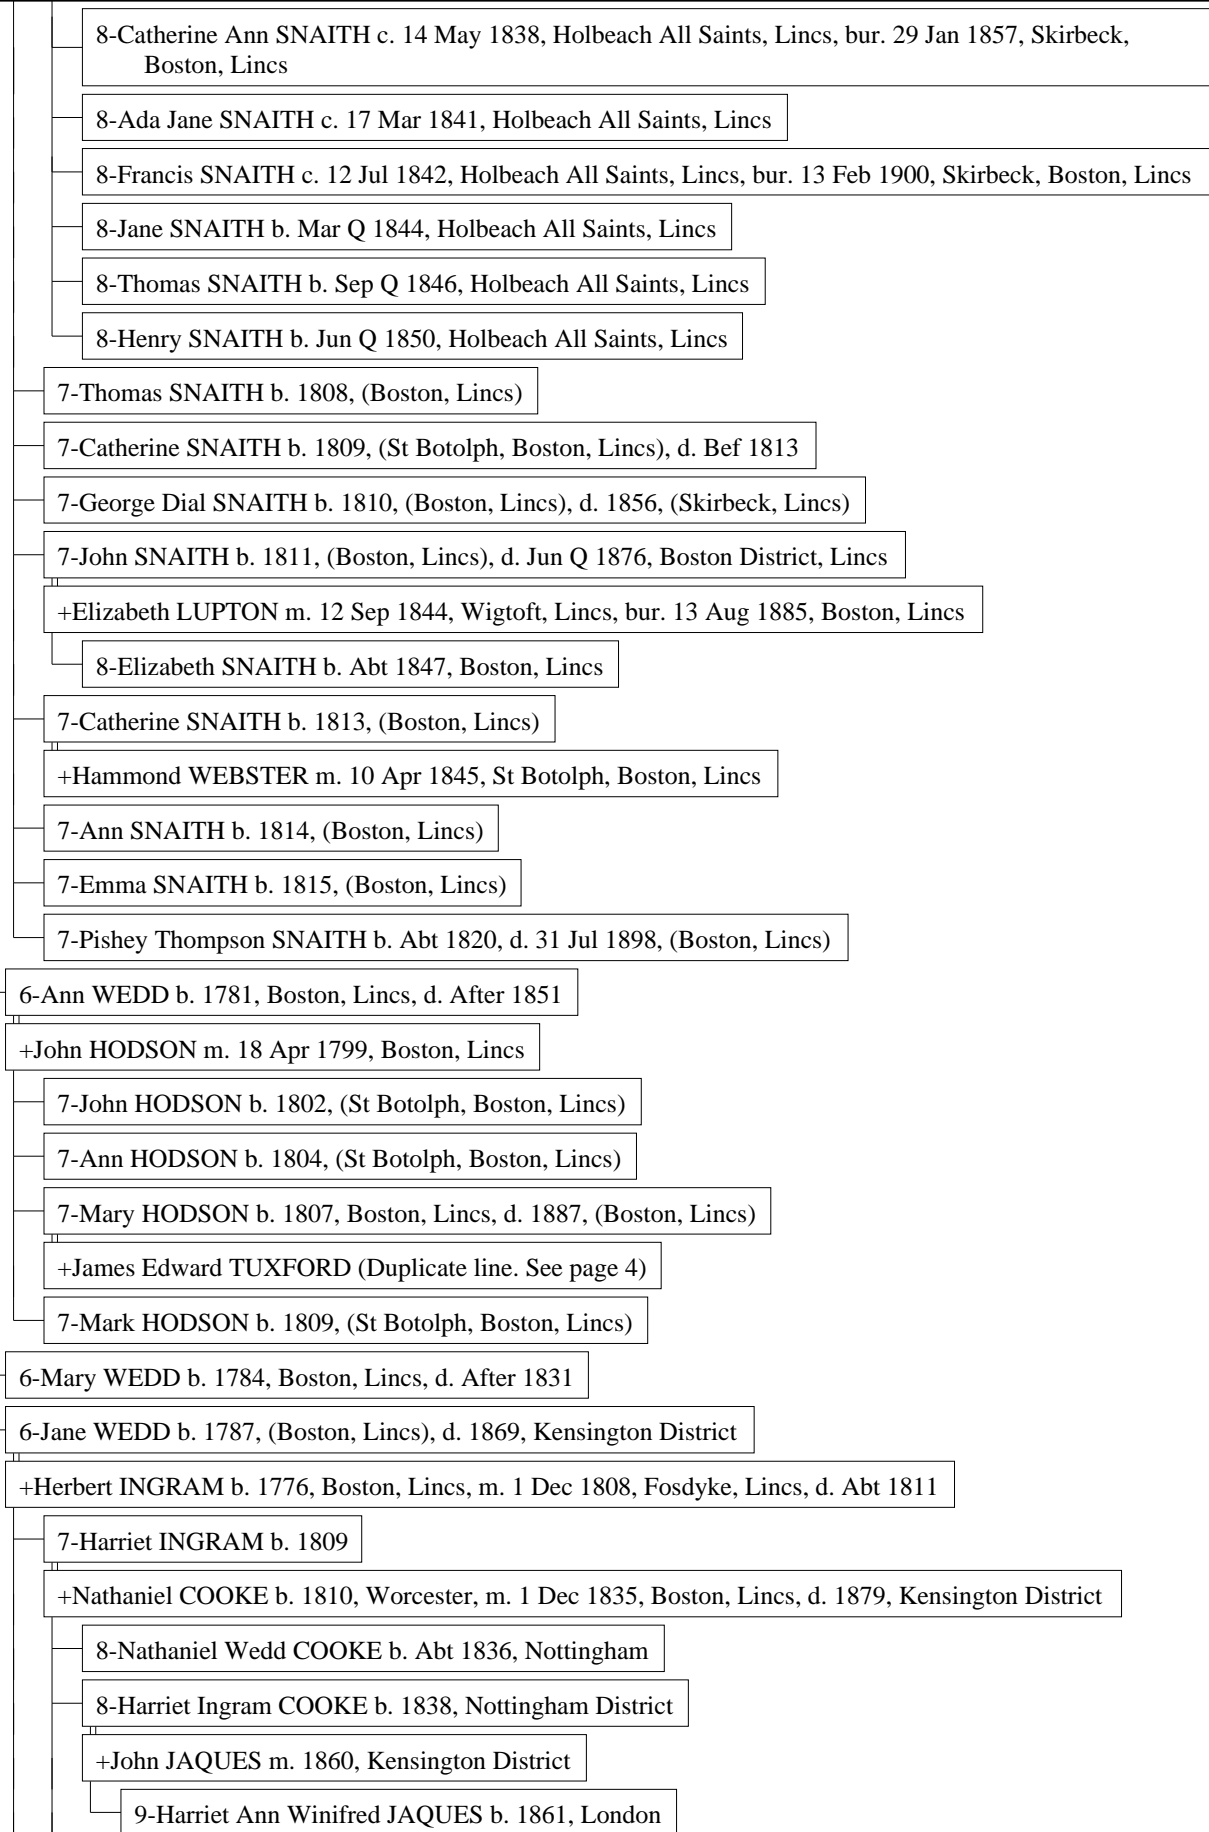 8-Catherine Ann SNAITH c. 14 May 1838, Holbeach All Saints, Lincs, bur. 29 Jan 1857, Skirbeck,
Boston, Lincs
8-Ada Jane SNAITH c. 17 Mar 1841, Holbeach All Saints, Lincs
8-Francis SNAITH c. 12 Jul 1842, Holbeach All Saints, Lincs, bur. 13 Feb 1900, Skirbeck, Boston, Lincs
8-Jane SNAITH b. Mar Q 1844, Holbeach All Saints, Lincs
8-Thomas SNAITH b. Sep Q 1846, Holbeach All Saints, Lincs
8-Henry SNAITH b. Jun Q 1850, Holbeach All Saints, Lincs
7-Thomas SNAITH b. 1808, (Boston, Lincs)
7-Catherine SNAITH b. 1809, (St Botolph, Boston, Lincs), d. Bef 1813
7-George Dial SNAITH b. 1810, (Boston, Lincs), d. 1856, (Skirbeck, Lincs)
7-John SNAITH b. 1811, (Boston, Lincs), d. Jun Q 1876, Boston District, Lincs
+Elizabeth LUPTON m. 12 Sep 1844, Wigtoft, Lincs, bur. 13 Aug 1885, Boston, Lincs
8-Elizabeth SNAITH b. Abt 1847, Boston, Lincs
7-Catherine SNAITH b. 1813, (Boston, Lincs)
+Hammond WEBSTER m. 10 Apr 1845, St Botolph, Boston, Lincs
7-Ann SNAITH b. 1814, (Boston, Lincs)
7-Emma SNAITH b. 1815, (Boston, Lincs)
7-Pishey Thompson SNAITH b. Abt 1820, d. 31 Jul 1898, (Boston, Lincs)
6-Ann WEDD b. 1781, Boston, Lincs, d. After 1851
+John HODSON m. 18 Apr 1799, Boston, Lincs
7-John HODSON b. 1802, (St Botolph, Boston, Lincs)
7-Ann HODSON b. 1804, (St Botolph, Boston, Lincs)
7-Mary HODSON b. 1807, Boston, Lincs, d. 1887, (Boston, Lincs)
+James Edward TUXFORD (Duplicate line. See page 4)
7-Mark HODSON b. 1809, (St Botolph, Boston, Lincs)
6-Mary WEDD b. 1784, Boston, Lincs, d. After 1831
6-Jane WEDD b. 1787, (Boston, Lincs), d. 1869, Kensington District
+Herbert INGRAM b. 1776, Boston, Lincs, m. 1 Dec 1808, Fosdyke, Lincs, d. Abt 1811
7-Harriet INGRAM b. 1809
+Nathaniel COOKE b. 1810, Worcester, m. 1 Dec 1835, Boston, Lincs, d. 1879, Kensington District
8-Nathaniel Wedd COOKE b. Abt 1836, Nottingham
8-Harriet Ingram COOKE b. 1838, Nottingham District
+John JAQUES m. 1860, Kensington District
9-Harriet Ann Winifred JAQUES b. 1861, London